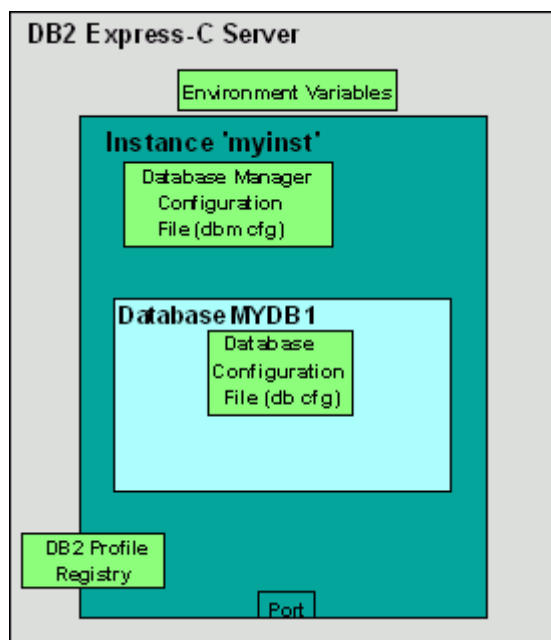 DB2 Express-C Server
Environment Variables
Instance 'myinst'
Database Manager
Configuration
File (dbm cfg)
Database MYDB1
Database
Configuration
File (db cfg)
DB2 Profile
Registry
Port